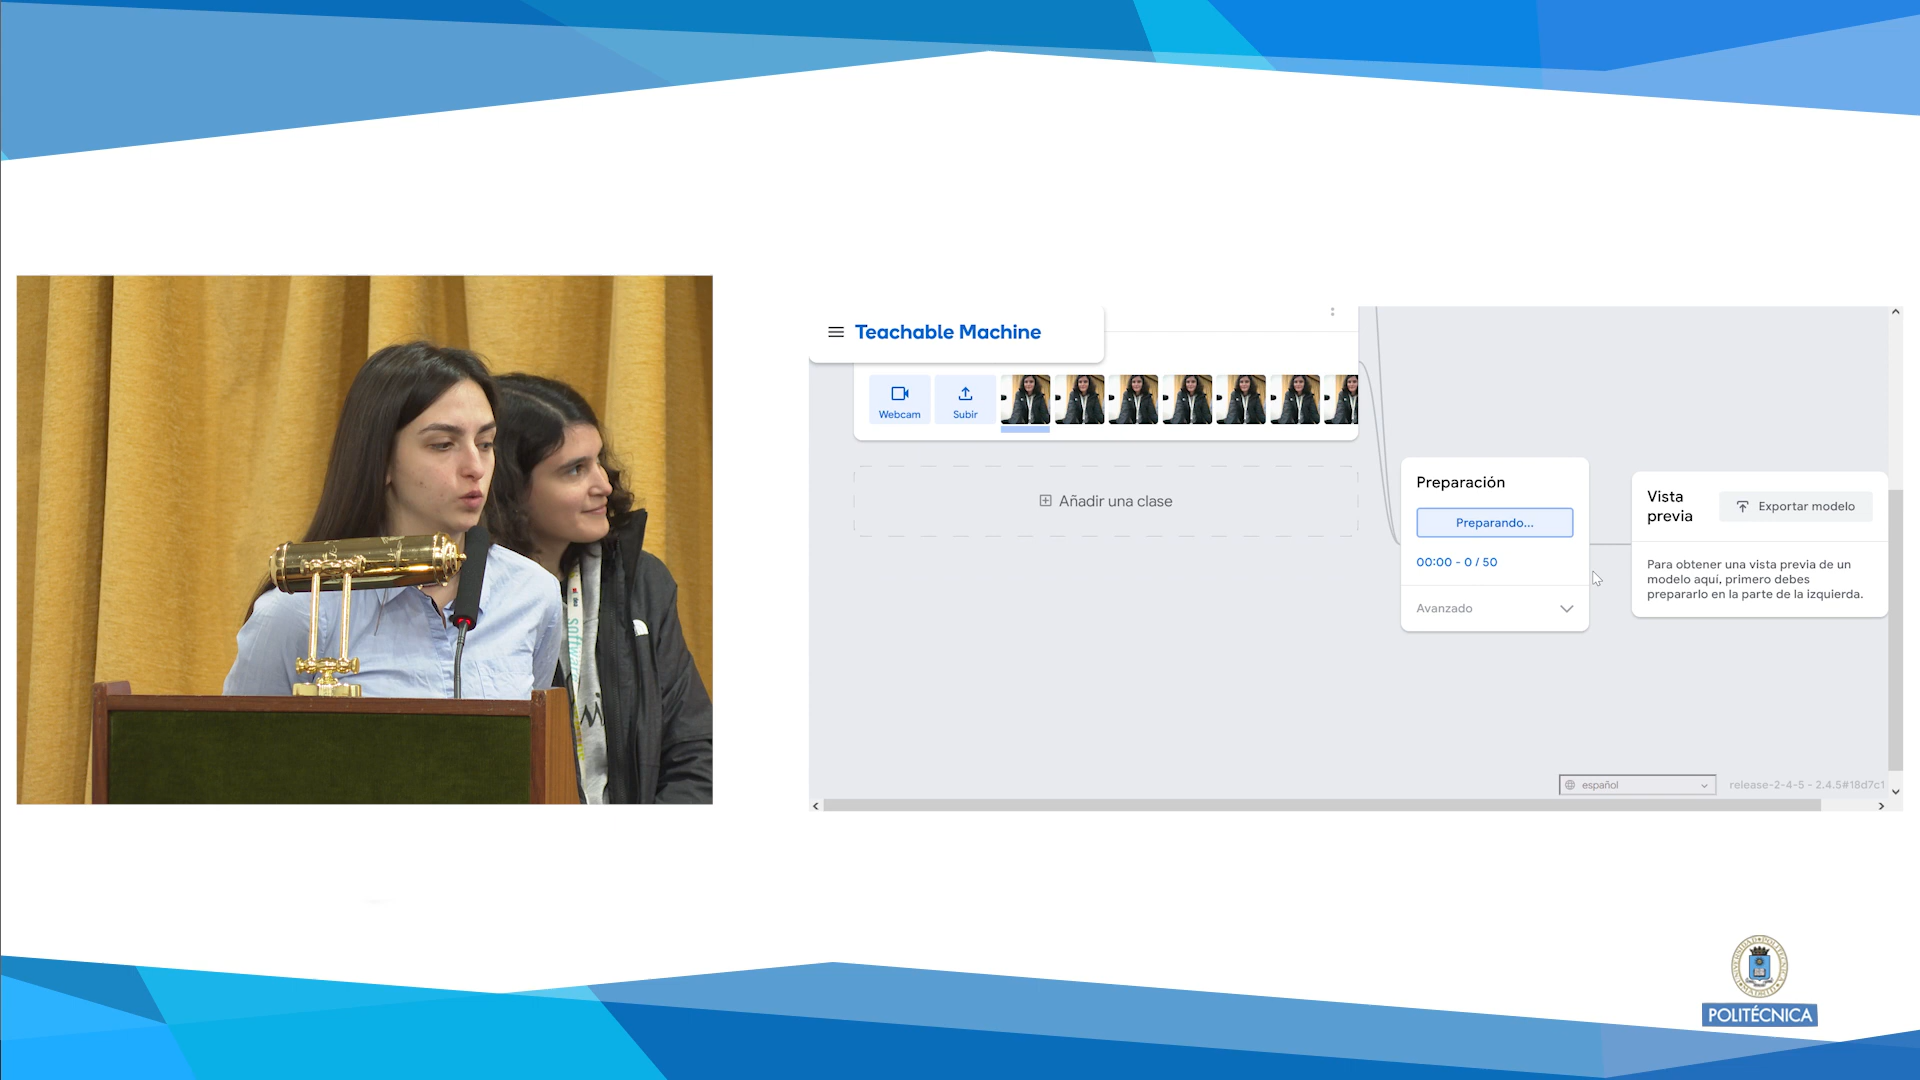 Teachable Machine
Webcam
Subir
Añadir una clase
Preparación
Preparando...
00:00 - 0 / 50
Avanzado
Vista
previa
Exportar modelo
Para obtener una vista previa de un
modelo aquí, primero debes
prepararlo en la parte de la izquierda.
español
release-2-4-5 - 2.4.5#18d7c1
software
POLITÉCNICA